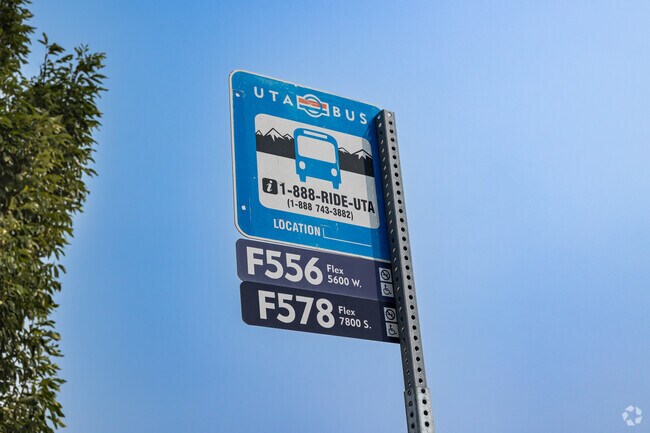 UTA BUS
i 1-888-RIDE-UTA
(1-888 743-3882)
LOCATION
F556 Flex
5600 W.
F578 Flex
7800 S.